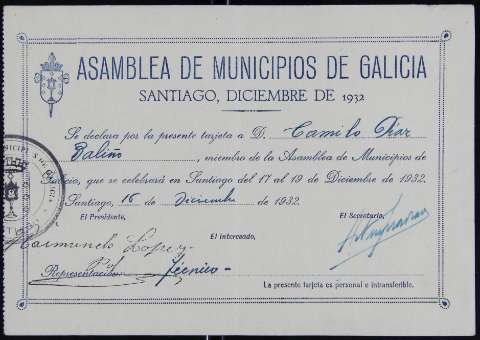 ASAMBLEA DE MUNICIPIOS DE GALICIA
SANTIAGO, DICIEMBRE DE 1932
Se declara por la presente tarjeta a D. Camilo Díaz
Baliño, miembro de la Asamblea de Municipios de
Galicia, que se celebrará en Santiago del 17 al 19 de Diciembre de 1932.
Santiago, 16 de Diciembre de 1932.
El Presidente,
El interesado,
El Secretario,
Raimundo López
Representación Técnico
La presente tarjeta es personal e intransferible.